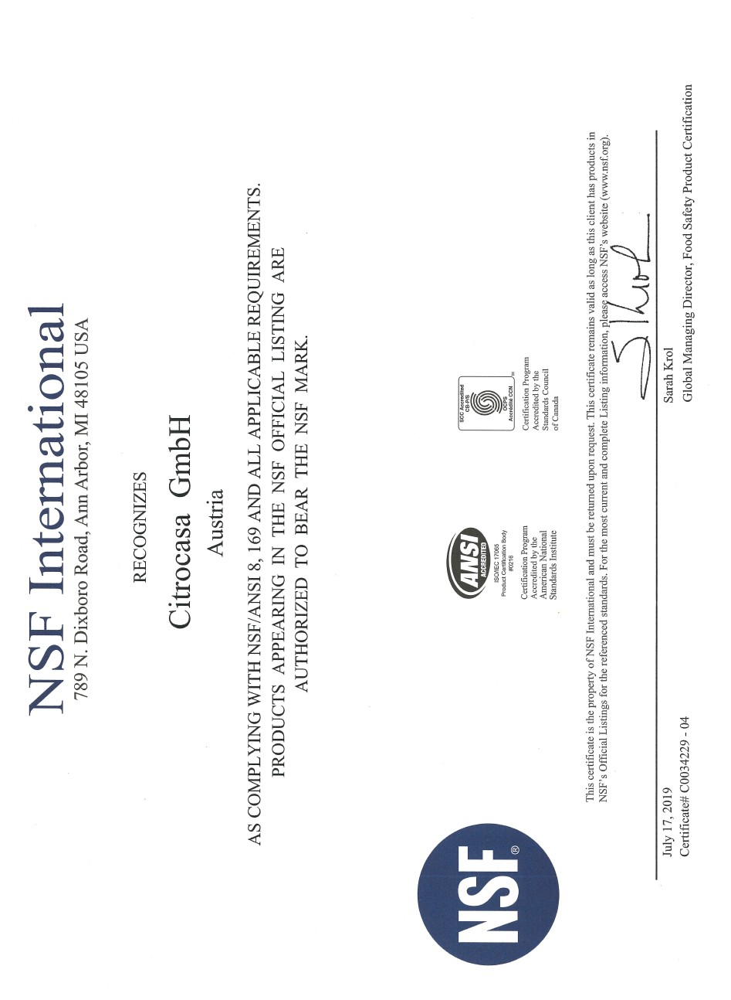 NSF International
789 N. Dixboro Road, Ann Arbor, MI 48105 USA
RECOGNIZES
Citrocasa GmbH
Austria
AS COMPLYING WITH NSF/ANSI 8, 169 AND ALL APPLICABLE REQUIREMENTS.
PRODUCTS APPEARING IN THE NSF OFFICIAL LISTING ARE
AUTHORIZED TO BEAR THE NSF MARK.
NSF®
ANSI
ACCREDITED
ISO/IEC 17065
Product Certification Body
#0216
Certification Program
Accredited by the
American National
Standards Institute
SCC Accredited
CB-P/S
OCPS
Accrédité CCN
TM
Certification Program
Accredited by the
Standards Council
of Canada
This certificate is the property of NSF International and must be returned upon request. This certificate remains valid as long as this client has products in
NSF's Official Listings for the referenced standards. For the most current and complete Listing information, please access NSF's website (www.nsf.org).
S Krol
July 17, 2019
Certificate# C0034229 - 04
Sarah Krol
Global Managing Director, Food Safety Product Certification